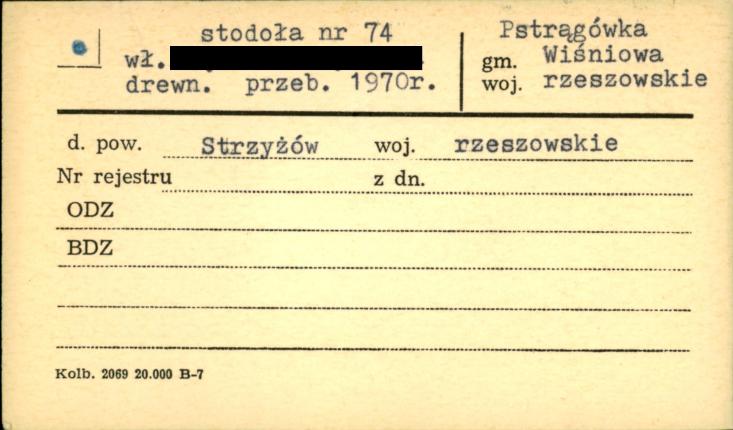 stodoła nr 74
wł.
drewn. przeb. 1970r.
Pstrągówka
gm. Wiśniowa
woj. rzeszowskie
d. pow. Strzyżów woj. rzeszowskie
Nr rejestru z dn.
ODZ
BDZ
Kolb. 2069 20.000 B-7